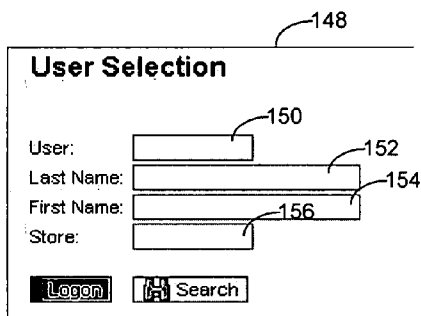 148
User Selection
150
User:
152
Last Name:
154
First Name:
156
Store:
Logon Search